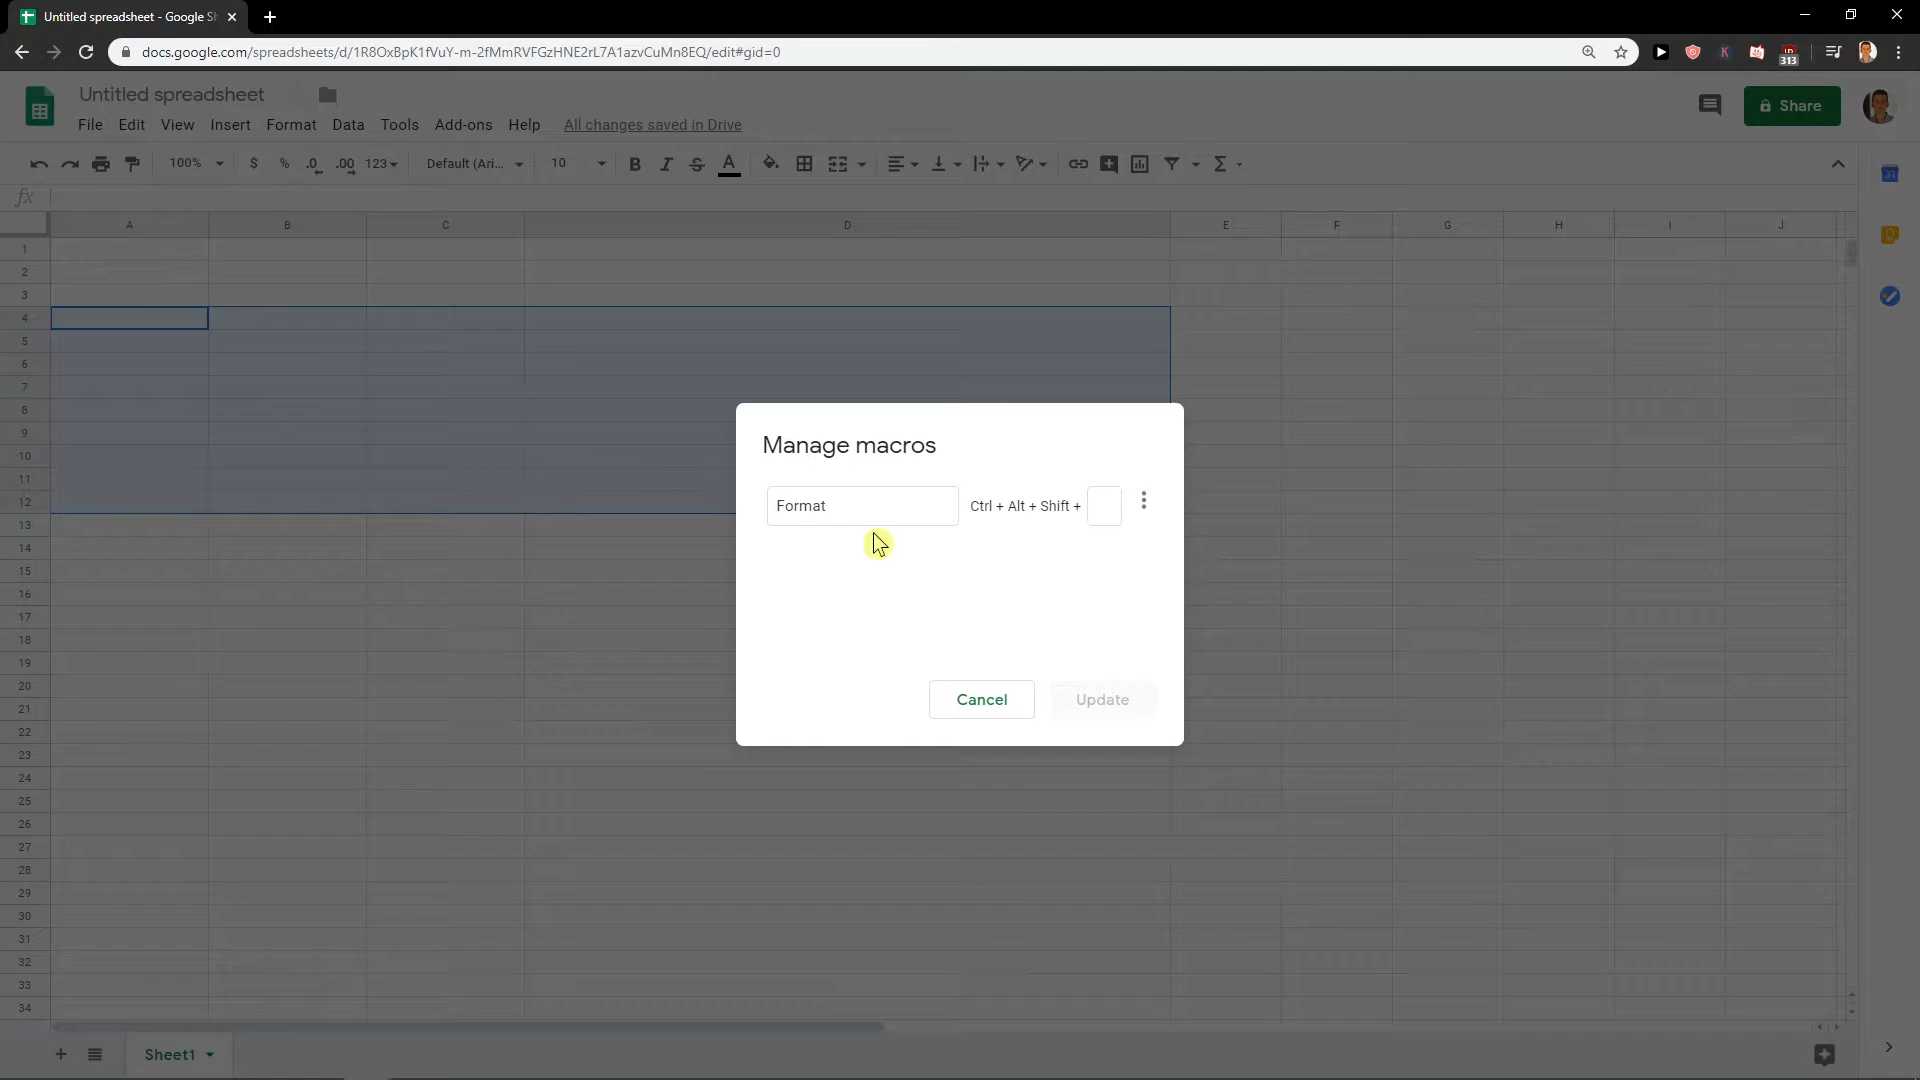 Untitled spreadsheet - Google Sh
docs.google.com/spreadsheets/d/1R8OxBpK1fVuY-m-2fMmRVFGzHNE2rL7A1azvCuMn8EQ/edit#gid=0
K
313
Untitled spreadsheet
File Edit View Insert Format Data Tools Add-ons Help All changes saved in Drive
Share
100% $ % .0 .00 123 Default (Ari... 10 B I S A Σ
31
fx
A B C D E F G H I J
1
2
3
4
5
6
7
8
9
10
11
12
13
14
15
16
17
18
19
20
21
22
23
24
25
26
27
28
29
30
31
32
33
34
Manage macros
Format Ctrl + Alt + Shift +
Cancel Update
Sheet1